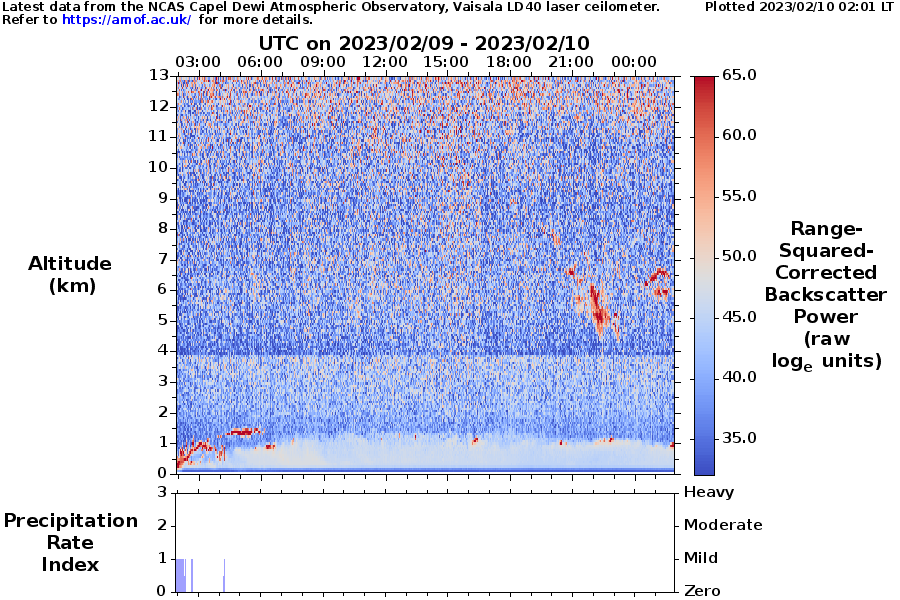 Latest data from the NCAS Capel Dewi Atmospheric Observatory, Vaisala LD40 laser ceilometer. Plotted 2023/02/10 02:01 LT
Refer to https://amof.ac.uk/ for more details.
UTC on 2023/02/09 - 2023/02/10
03:00 06:00 09:00 12:00 15:00 18:00 21:00 00:00
13
12
11
10
9
8
7
6
5
4
3
2
1
0
Altitude
(km)
65.0
60.0
55.0
50.0
45.0
40.0
35.0
Range-
Squared-
Corrected
Backscatter
Power
(raw
loge units)
3
2
1
0
Precipitation
Rate
Index
Heavy
Moderate
Mild
Zero